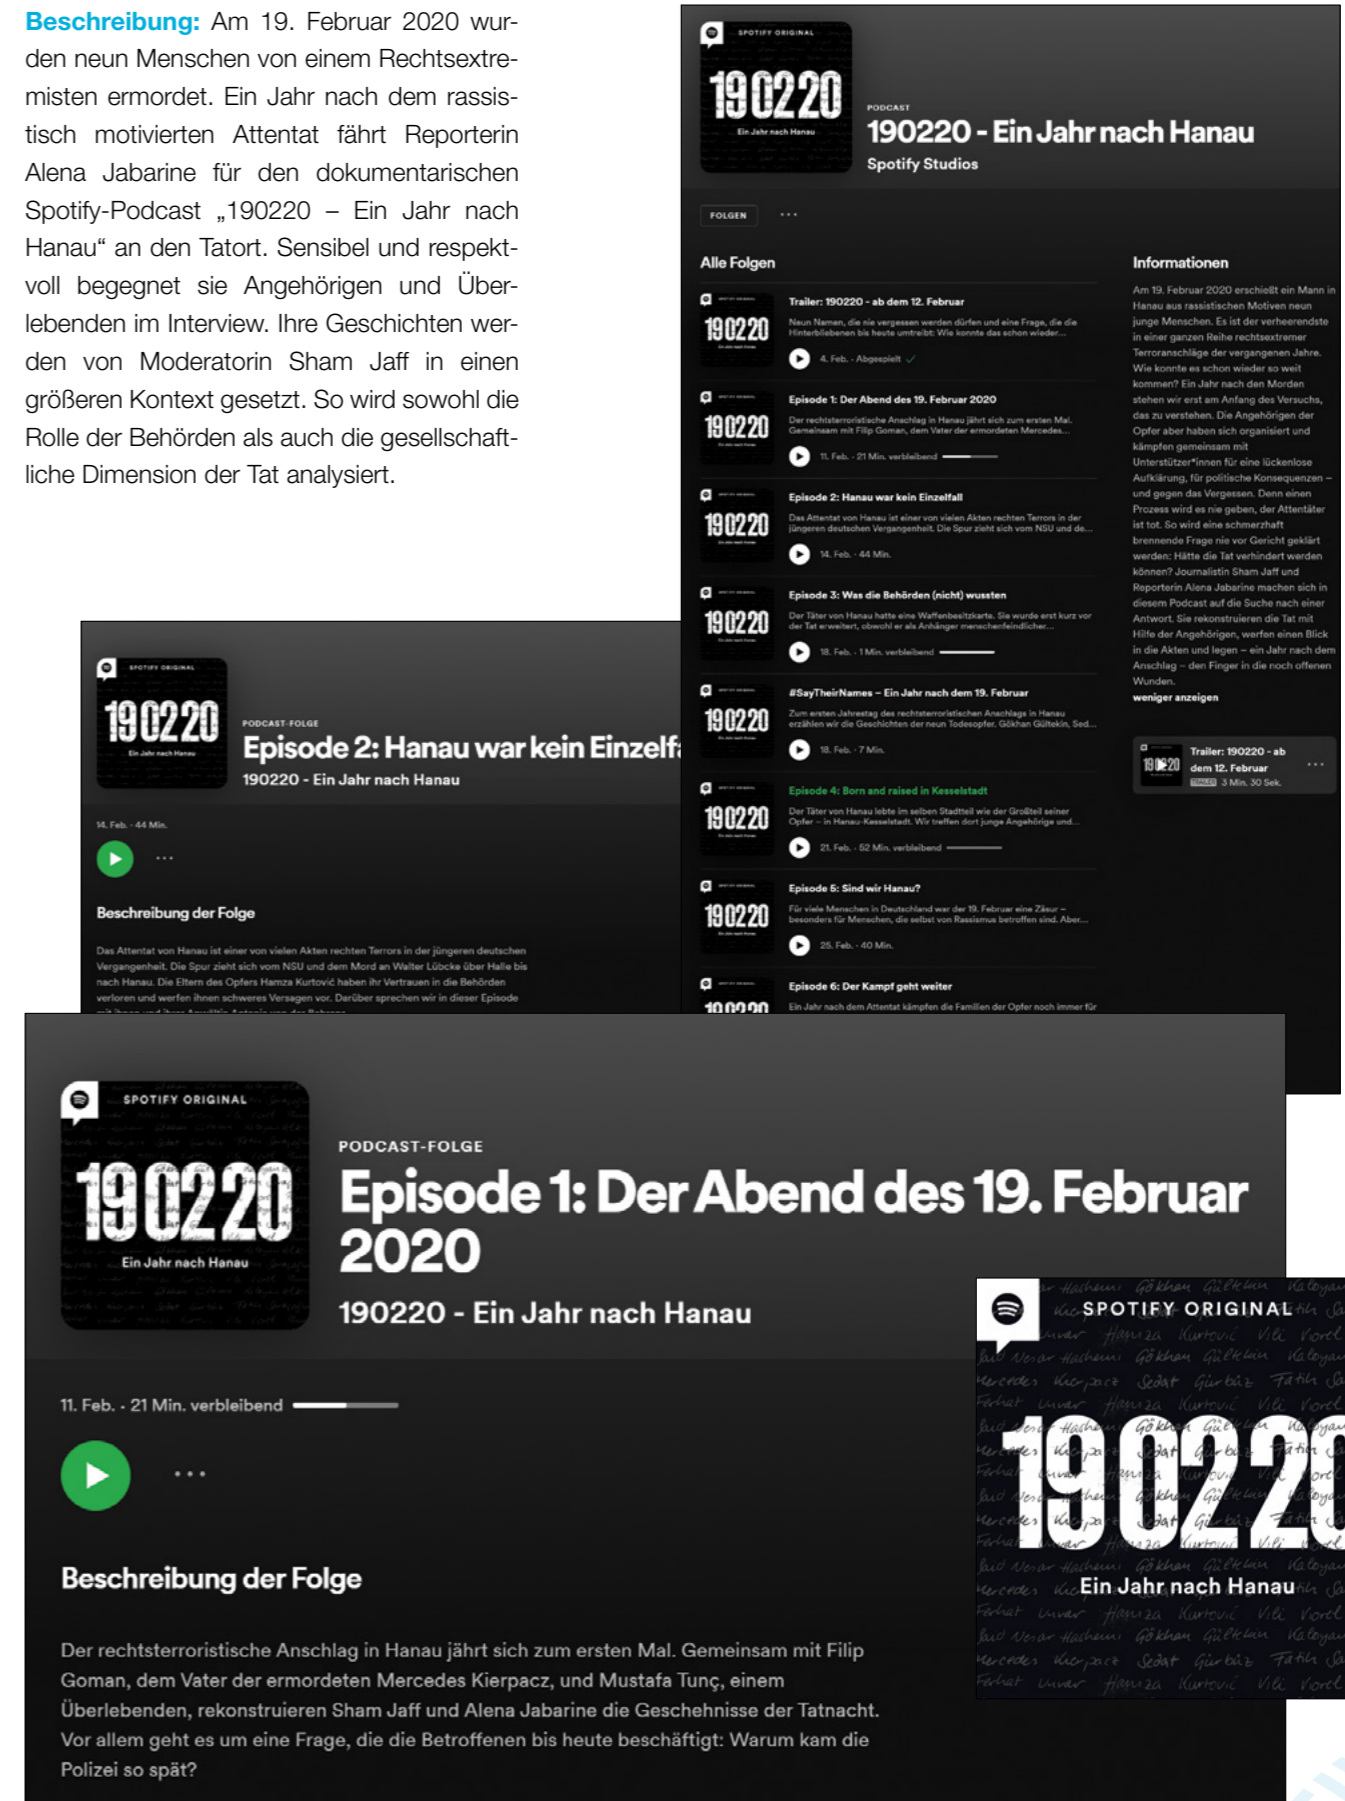 Beschreibung: Am 19. Februar 2020 wur-
den neun Menschen von einem Rechtsextre-
misten ermordet. Ein Jahr nach dem rassis-
tisch motivierten Attentat fährt Reporterin
Alena Jabarine für den dokumentarischen
Spotify-Podcast „190220 – Ein Jahr nach
Hanau“ an den Tatort. Sensibel und respekt-
voll begegnet sie Angehörigen und Über-
lebenden im Interview. Ihre Geschichten wer-
den von Moderatorin Sham Jaff in einen
größeren Kontext gesetzt. So wird sowohl die
Rolle der Behörden als auch die gesellschaft-
liche Dimension der Tat analysiert.
SPOTIFY ORIGINAL
190220
Ein Jahr nach Hanau
PODCAST
190220 - Ein Jahr nach Hanau
Spotify Studios
FOLGEN
Alle Folgen
190220
Trailer: 190220 - ab dem 12. Februar
Neun Namen, die nie vergessen werden dürfen und eine Frage, die die
Hinterbliebenen bis heute umtreibt: Wie konnte das schon wieder...
4. Feb. · Abgespielt
190220
Episode 1: Der Abend des 19. Februar 2020
Der rechtsterroristische Anschlag in Hanau jährt sich zum ersten Mal.
Gemeinsam mit Filip Goman, dem Vater der ermordeten Mercedes...
11. Feb. · 21 Min. verbleibend
190220
Episode 2: Hanau war kein Einzelfall
Das Attentat von Hanau ist einer von vielen Akten rechten Terrors in der
jüngeren deutschen Vergangenheit. Die Spur zieht sich vom NSU und de...
14. Feb. · 44 Min.
190220
Episode 3: Was die Behörden (nicht) wussten
Der Täter von Hanau hatte eine Waffenbesitzkarte. Sie wurde erst kurz vor
der Tat erweitert, obwohl er als Anhänger menschenfeindlicher...
18. Feb. · 1 Min. verbleibend
190220
#SayTheirNames – Ein Jahr nach dem 19. Februar
Zum ersten Jahrestag des rechtsterroristischen Anschlags in Hanau
erzählen wir die Geschichten der neun Todesopfer. Gökhan Gültekin, Sed...
18. Feb. · 7 Min.
190220
Episode 4: Born and raised in Kesselstadt
Der Täter von Hanau lebte im selben Stadtteil wie der Großteil seiner
Opfer – in Hanau-Kesselstadt. Wir treffen dort junge Angehörige und...
21. Feb. · 52 Min. verbleibend
190220
Episode 5: Sind wir Hanau?
Für viele Menschen in Deutschland war der 19. Februar eine Zäsur –
besonders für Menschen, die selbst von Rassismus betroffen sind. Aber...
25. Feb. · 40 Min.
190220
Episode 6: Der Kampf geht weiter
Ein Jahr nach dem Attentat kämpfen die Familien der Opfer noch immer für
Informationen
Am 19. Februar 2020 erschießt ein Mann in
Hanau aus rassistischen Motiven neun
junge Menschen. Es ist der verheerendste
in einer ganzen Reihe rechtsextremer
Terroranschläge der vergangenen Jahre.
Wie konnte es schon wieder so weit
kommen? Ein Jahr nach den Morden
stehen wir erst am Anfang des Versuchs,
das zu verstehen. Die Angehörigen der
Opfer aber haben sich organisiert und
kämpfen gemeinsam mit
Unterstützer*innen für eine lückenlose
Aufklärung, für politische Konsequenzen –
und gegen das Vergessen. Denn einen
Prozess wird es nie geben, der Attentäter
ist tot. So wird eine schmerzhaft
brennende Frage nie vor Gericht geklärt
werden: Hätte die Tat verhindert werden
können? Journalistin Sham Jaff und
Reporterin Alena Jabarine machen sich in
diesem Podcast auf die Suche nach einer
Antwort. Sie rekonstruieren die Tat mit
Hilfe der Angehörigen, werfen einen Blick
in die Akten und legen – ein Jahr nach dem
Anschlag – den Finger in die noch offenen
Wunden.
weniger anzeigen
190220
Trailer: 190220 - ab
dem 12. Februar
TRAILER 3 Min. 30 Sek.
SPOTIFY ORIGINAL
190220
Ein Jahr nach Hanau
PODCAST-FOLGE
Episode 2: Hanau war kein Einzelfa
190220 - Ein Jahr nach Hanau
14. Feb. · 44 Min.
Beschreibung der Folge
Das Attentat von Hanau ist einer von vielen Akten rechten Terrors in der jüngeren deutschen
Vergangenheit. Die Spur zieht sich vom NSU und dem Mord an Walter Lübcke über Halle bis
nach Hanau. Die Eltern des Opfers Hamza Kurtović haben ihr Vertrauen in die Behörden
verloren und werfen ihnen schweres Versagen vor. Darüber sprechen wir in dieser Episode
SPOTIFY ORIGINAL
190220
Ein Jahr nach Hanau
PODCAST-FOLGE
Episode 1: Der Abend des 19. Februar
2020
190220 - Ein Jahr nach Hanau
11. Feb. · 21 Min. verbleibend
Beschreibung der Folge
Der rechtsterroristische Anschlag in Hanau jährt sich zum ersten Mal. Gemeinsam mit Filip
Goman, dem Vater der ermordeten Mercedes Kierpacz, und Mustafa Tunç, einem
Überlebenden, rekonstruieren Sham Jaff und Alena Jabarine die Geschehnisse der Tatnacht.
Vor allem geht es um eine Frage, die die Betroffenen bis heute beschäftigt: Warum kam die
Polizei so spät?
SPOTIFY ORIGINAL
190220
Ein Jahr nach Hanau